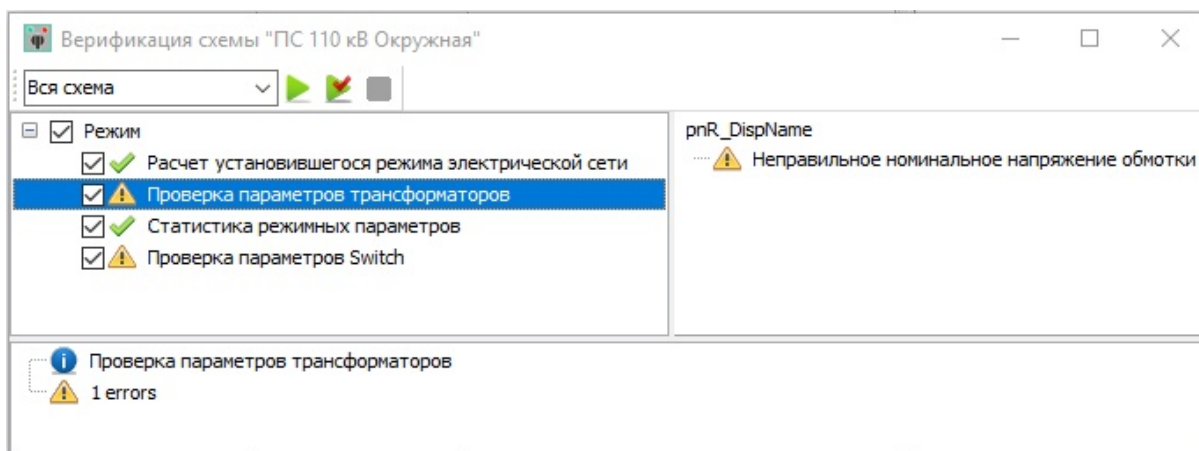 Верификация схемы "ПС 110 кВ Окружная"
Вся схема
Режим
Расчет установившегося режима электрической сети
Проверка параметров трансформаторов
Статистика режимных параметров
Проверка параметров Switch
pnR_DispName
Неправильное номинальное напряжение обмотки
Проверка параметров трансформаторов
1 errors